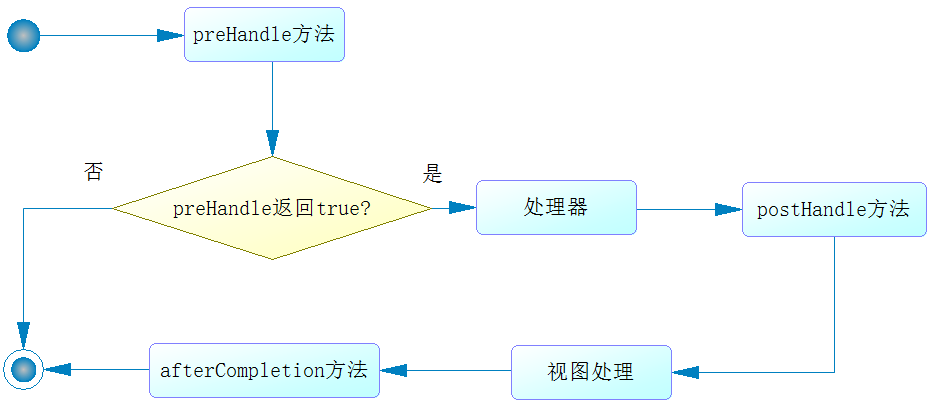 preHandle方法
否
是
preHandle返回true?
处理器
postHandle方法
afterCompletion方法
视图处理